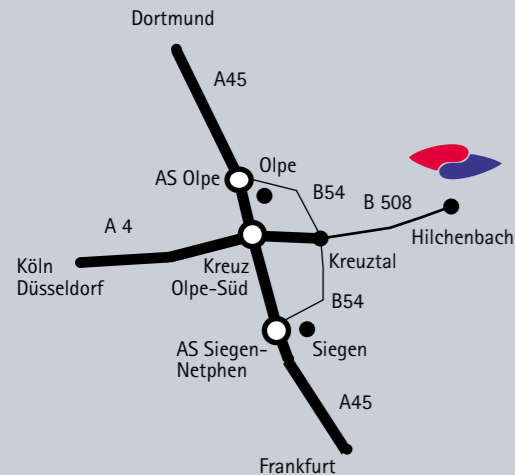 Dortmund
A45
Olpe
AS Olpe
B54
B 508
A 4
Hilchenbach
Köln
Düsseldorf
Kreuz
Olpe-Süd
Kreuztal
B54
AS Siegen-
Netphen
Siegen
A45
Frankfurt